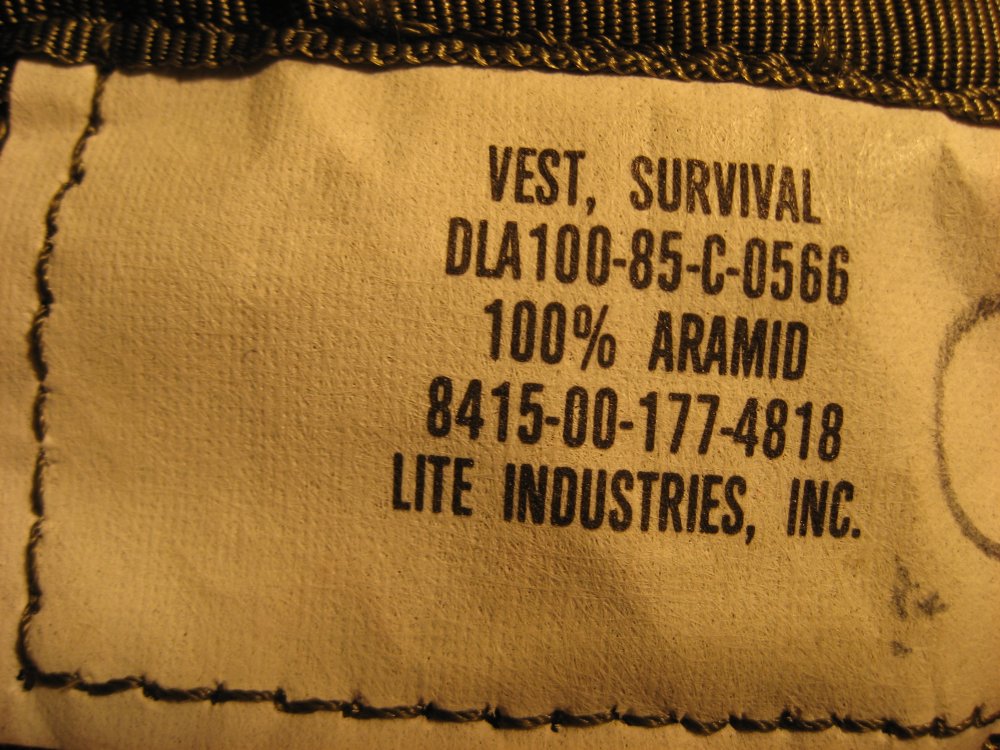 VEST, SURVIVAL
DLA100-85-C-0566
100% ARAMID
8415-00-177-4818
LITE INDUSTRIES, INC.